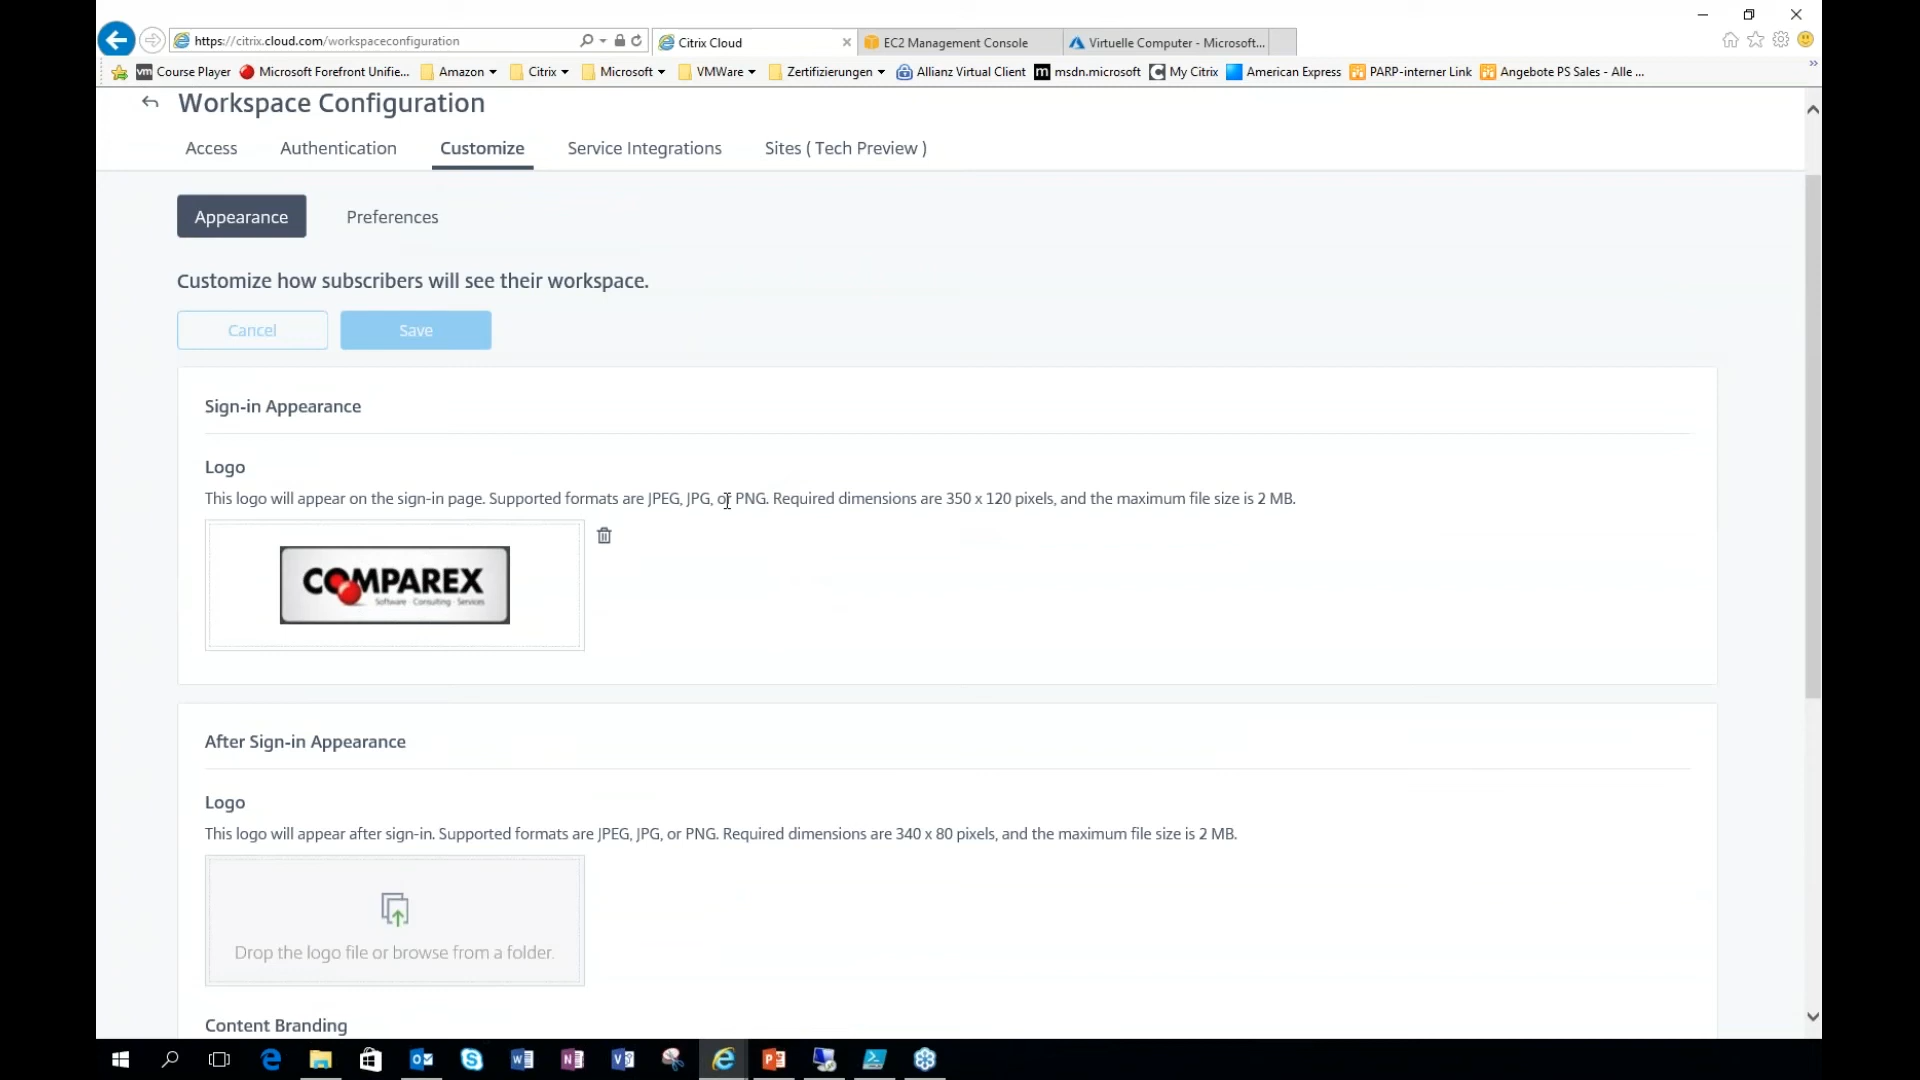 https://citrix.cloud.com/workspaceconfiguration
Citrix Cloud
EC2 Management Console
Virtuelle Computer - Microsoft...
Course Player
Microsoft Forefront Unifie...
Amazon
Citrix
Microsoft
VMWare
Zertifizierungen
Allianz Virtual Client
msdn.microsoft
My Citrix
American Express
PARP-interner Link
Angebote PS Sales - Alle ...
Workspace Configuration
Access
Authentication
Customize
Service Integrations
Sites ( Tech Preview )
Appearance
Preferences
Customize how subscribers will see their workspace.
Cancel
Save
Sign-in Appearance
Logo
This logo will appear on the sign-in page. Supported formats are JPEG, JPG, or PNG. Required dimensions are 350 x 120 pixels, and the maximum file size is 2 MB.
COMPAREX
Software · Consulting · Services
After Sign-in Appearance
Logo
This logo will appear after sign-in. Supported formats are JPEG, JPG, or PNG. Required dimensions are 340 x 80 pixels, and the maximum file size is 2 MB.
Drop the logo file or browse from a folder.
Content Branding